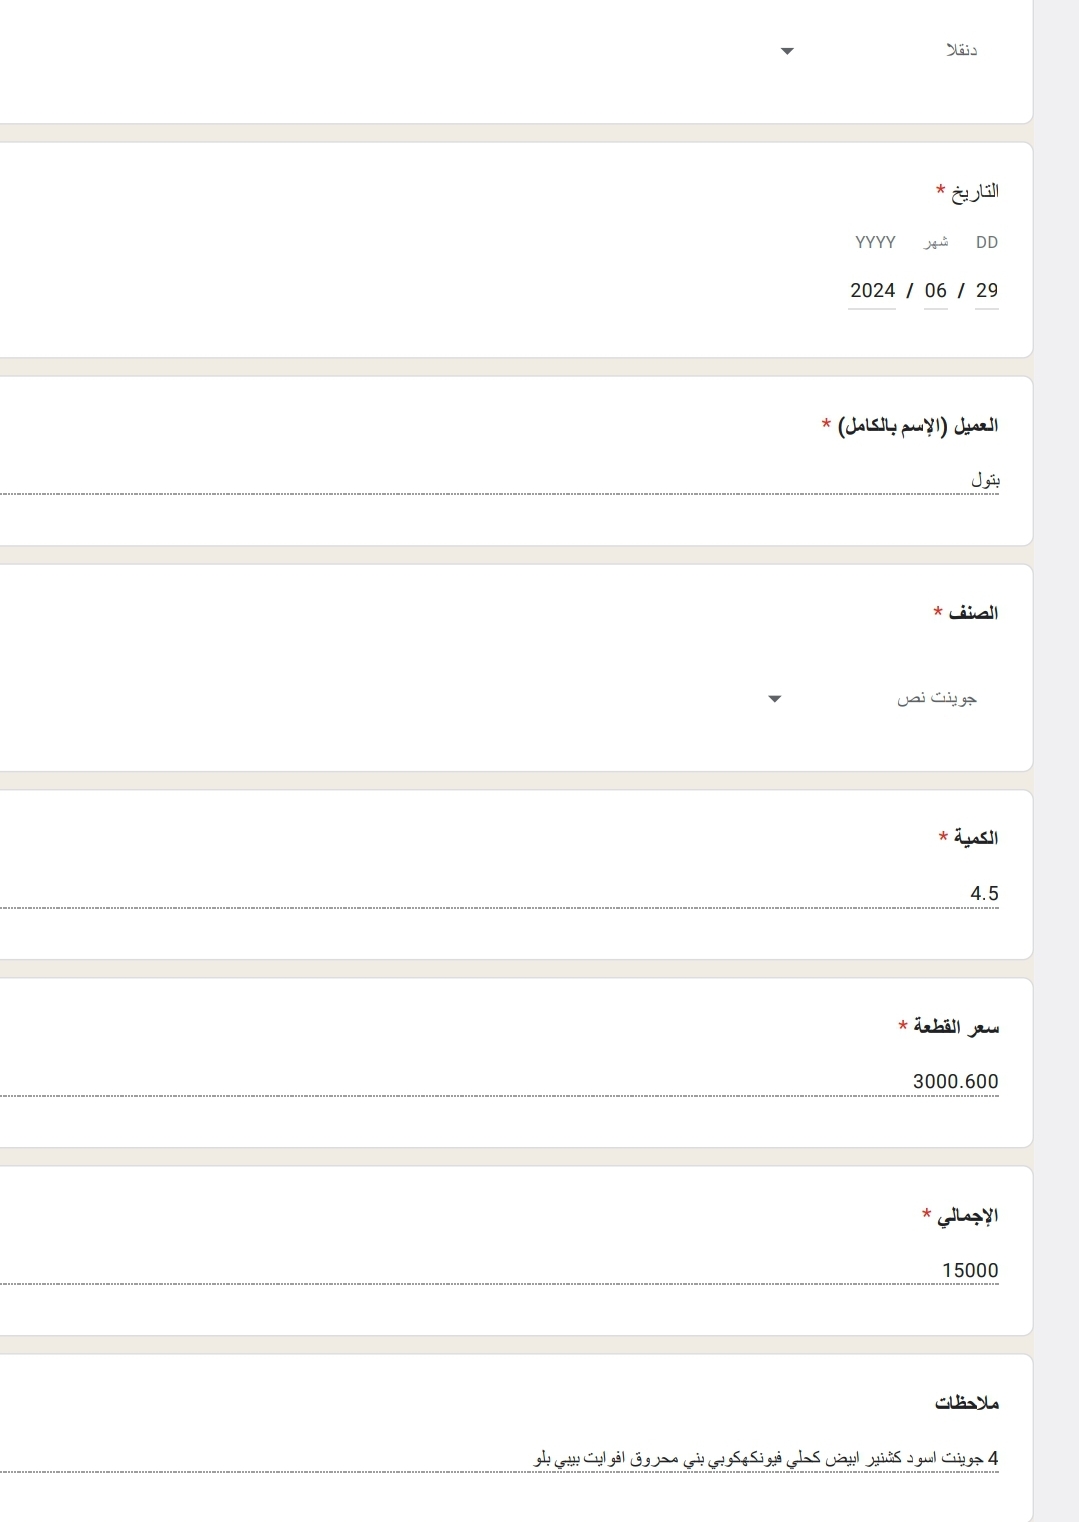 دنقلا
التاريخ *
DD شهر YYYY
29 / 06 / 2024
العميل (الإسم بالكامل) *
بتول
الصنف *
جوينت نص
الكمية *
4.5
سعر القطعة *
3000.600
الإجمالي *
15000
ملاحظات
4 جوينت اسود كشنير ابيض كحلي فيونكهكوبي بني محروق افوايت بيبي بلو